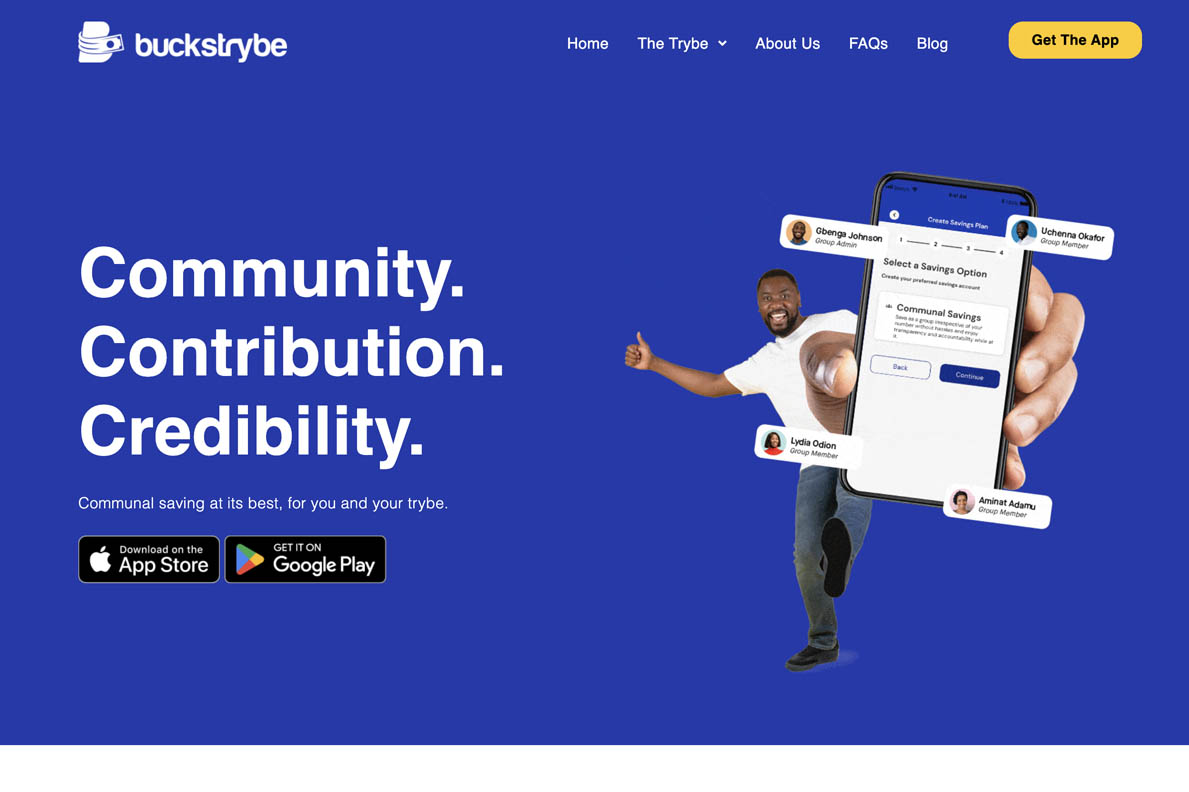 buckstrybe
Home
The Trybe
About Us
FAQs
Blog
Get The App
Community.
Contribution.
Credibility.
Communal saving at its best, for you and your trybe.
Download on the
App Store
GET IT ON
Google Play
9:41 AM
Create Savings Plan
1 2 3 4
Select a Savings Option
Create your preferred savings account
Communal Savings
Save as a group irrespective of your
number without hassles and enjoy
transparency and accountability while at
it.
Back
Continue
Gbenga Johnson
Group Admin
Uchenna Okafor
Group Member
Lydia Odion
Group Member
Aminat Adamu
Group Member